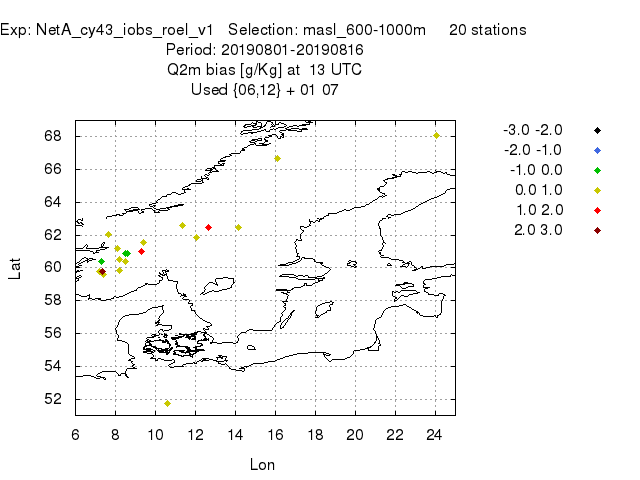 Exp: NetA_cy43_iobs_roel_v1 Selection: masl_600-1000m 20 stations
Period: 20190801-20190816
Q2m bias [g/Kg] at 13 UTC
Used {06,12} + 01 07
68
66
64
62
60
58
56
54
52
6 8 10 12 14 16 18 20 22 24
Lat
Lon
-3.0 -2.0
-2.0 -1.0
-1.0 0.0
0.0 1.0
1.0 2.0
2.0 3.0